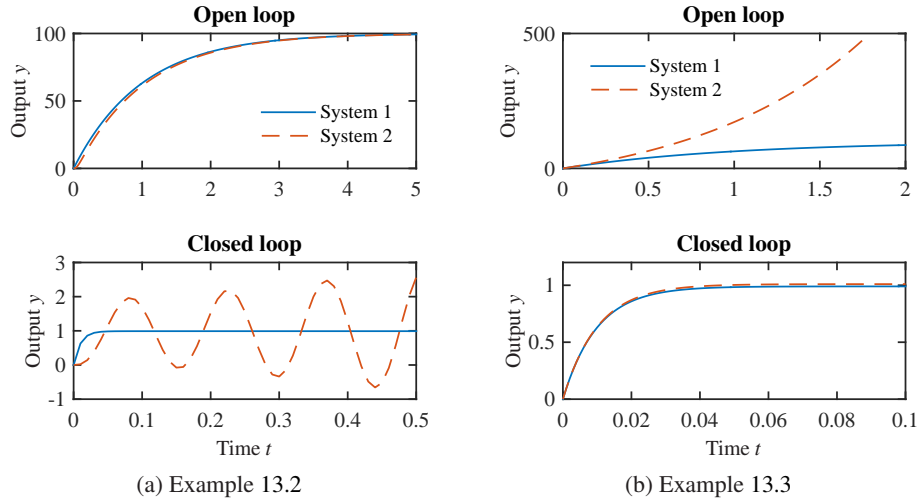 Open loop
100
50
0
Output y
System 1
System 2
0 1 2 3 4 5
Closed loop
3
2
1
0
-1
Output y
0 0.1 0.2 0.3 0.4 0.5
Time t
(a) Example 13.2
Open loop
500
0
Output y
System 1
System 2
0 0.5 1 1.5 2
Closed loop
1
0.5
0
Output y
0 0.02 0.04 0.06 0.08 0.1
Time t
(b) Example 13.3